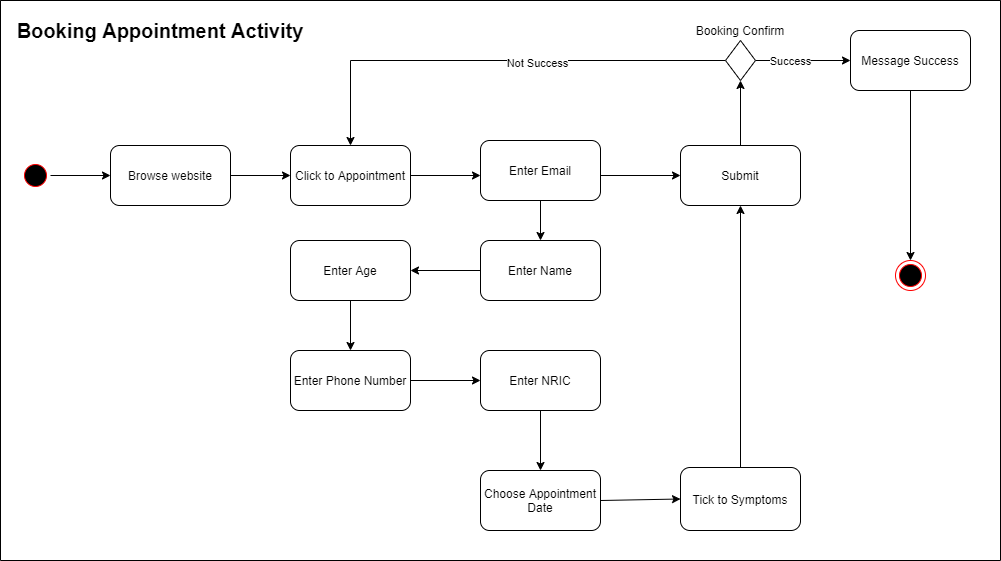 Booking Appointment Activity
Booking Confirm
Not Success
Success
Message Success
Browse website
Click to Appointment
Enter Email
Submit
Enter Age
Enter Name
Enter Phone Number
Enter NRIC
Choose Appointment
Date
Tick to Symptoms